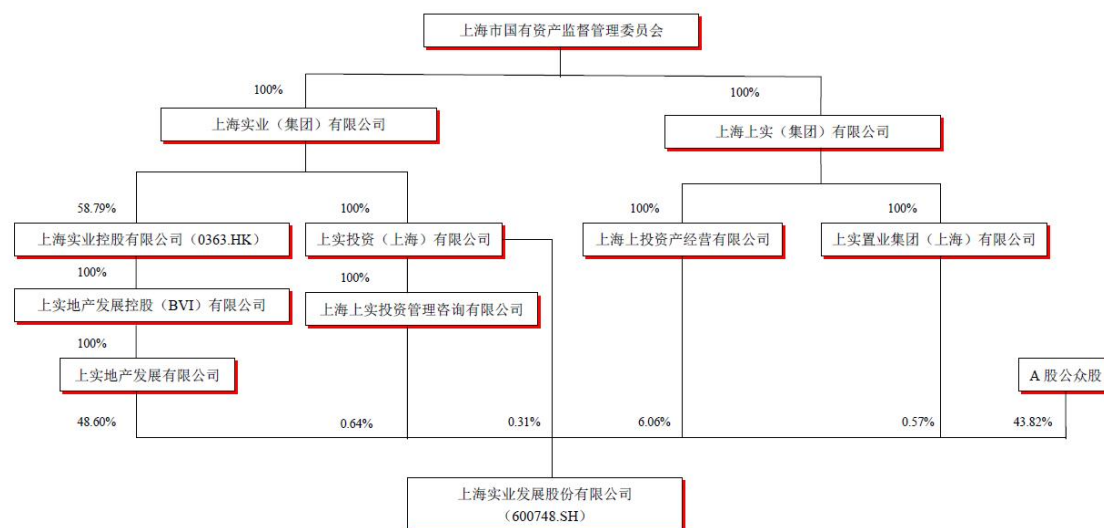 上海市国有资产监督管理委员会
100%
100%
上海实业（集团）有限公司
上海上实（集团）有限公司
58.79%
100%
100%
100%
上海实业控股有限公司（0363.HK）
上实投资（上海）有限公司
上海上投资产经营有限公司
上实置业集团（上海）有限公司
100%
100%
上实地产发展控股（BVI）有限公司
上海上实投资管理咨询有限公司
100%
上实地产发展有限公司
A 股公众股
48.60%
0.64%
0.31%
6.06%
0.57%
43.82%
上海实业发展股份有限公司
（600748.SH）